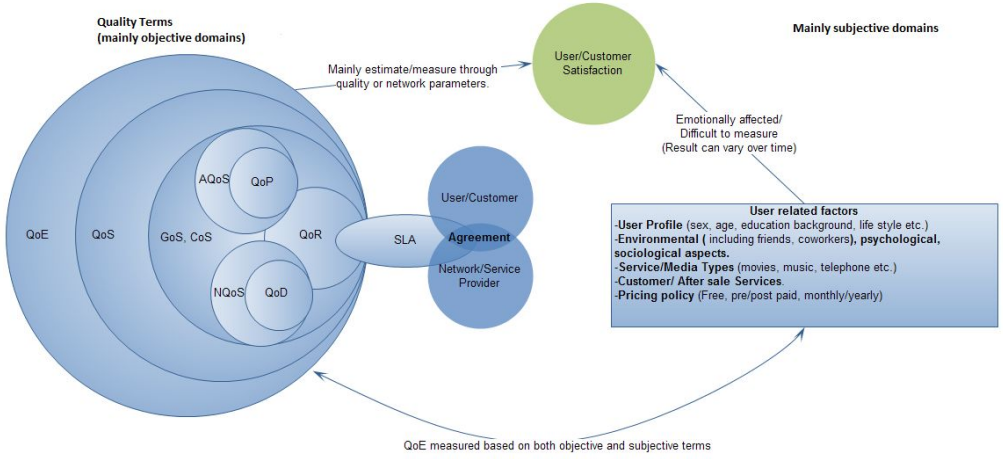 Quality Terms
(mainly objective domains)
Mainly subjective domains
User/Customer
Satisfaction
Mainly estimate/measure through
quality or network parameters.
Emotionally affected/
Difficult to measure
(Result can vary over time)
AQoS
QoP
User/Customer
QoE
QoS
GoS, CoS
QoR
SLA
Agreement
Network/Service
Provider
NQoS
QoD
User related factors
-User Profile (sex, age, education background, life style etc.)
-Environmental ( including friends, coworkers), psychological,
sociological aspects.
-Service/Media Types (movies, music, telephone etc.)
-Customer/ After sale Services.
-Pricing policy (Free, pre/post paid, monthly/yearly)
QoE measured based on both objective and subjective terms